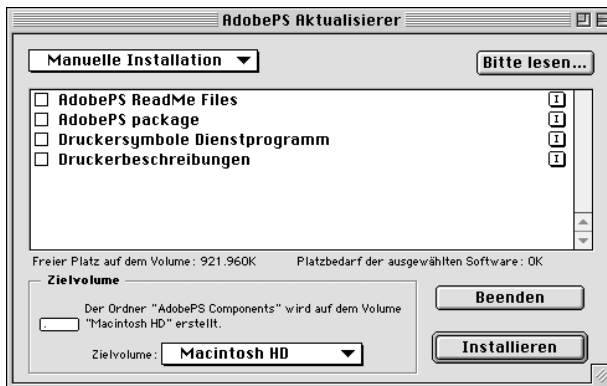 AdobePS Aktualisierer
Manuelle Installation
Bitte lesen...
AdobePS ReadMe Files
AdobePS package
Druckersymbole Dienstprogramm
Druckerbeschreibungen
Freier Platz auf dem Volume: 921.960K Platzbedarf der ausgewählten Software: 0K
Zielvolume
Der Ordner "AdobePS Components" wird auf dem Volume
"Macintosh HD" erstellt.
Zielvolume: Macintosh HD
Beenden
Installieren